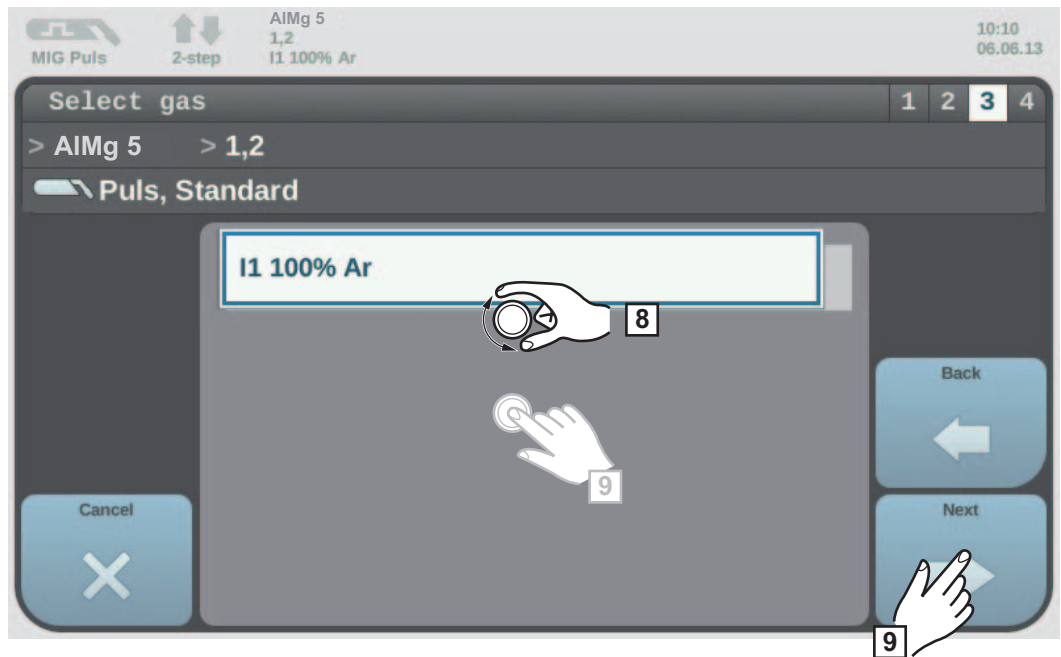 AlMg 5
1,2
I1 100% Ar
MIG Puls
2-step
10:10
06.06.13
Select gas 1 2 3 4
> AlMg 5 > 1,2
Puls, Standard
I1 100% Ar
8
Back
9
Cancel
Next
9